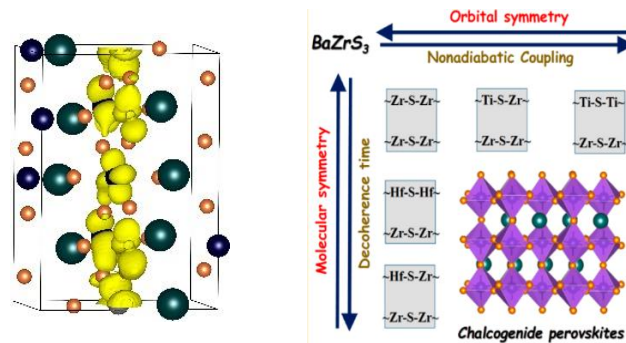 Orbital symmetry
BaZrS3
Nonadiabatic Coupling
~Zr-S-Zr~
~Ti-S-Zr~
~Ti-S-Ti~
~Zr-S-Zr~
~Zr-S-Zr~
~Zr-S-Zr~
Molecular symmetry
Decoherence time
~Hf-S-Hf~
~Zr-S-Zr~
~Hf-S-Zr~
~Zr-S-Zr~
Chalcogenide perovskites